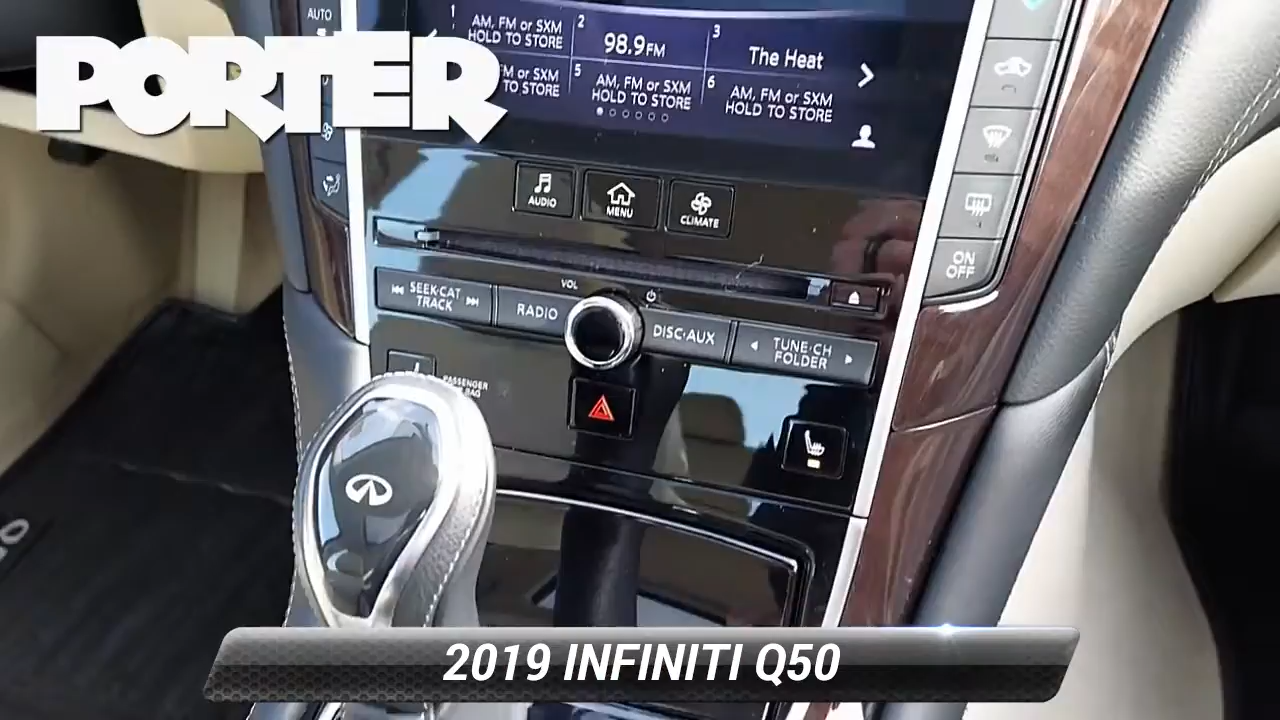 AUTO
PORTER
1 AM, FM or SXM
HOLD TO STORE
2 98.9 FM
3 The Heat
FM or SXM
TO STORE
5 AM, FM or SXM
HOLD TO STORE
6 AM, FM or SXM
HOLD TO STORE
AUDIO
MENU
CLIMATE
ON
OFF
VOL
SEEK·CAT
TRACK
RADIO
DISC·AUX
TUNE·CH
FOLDER
PASSENGER
BAG
2019 INFINITI Q50